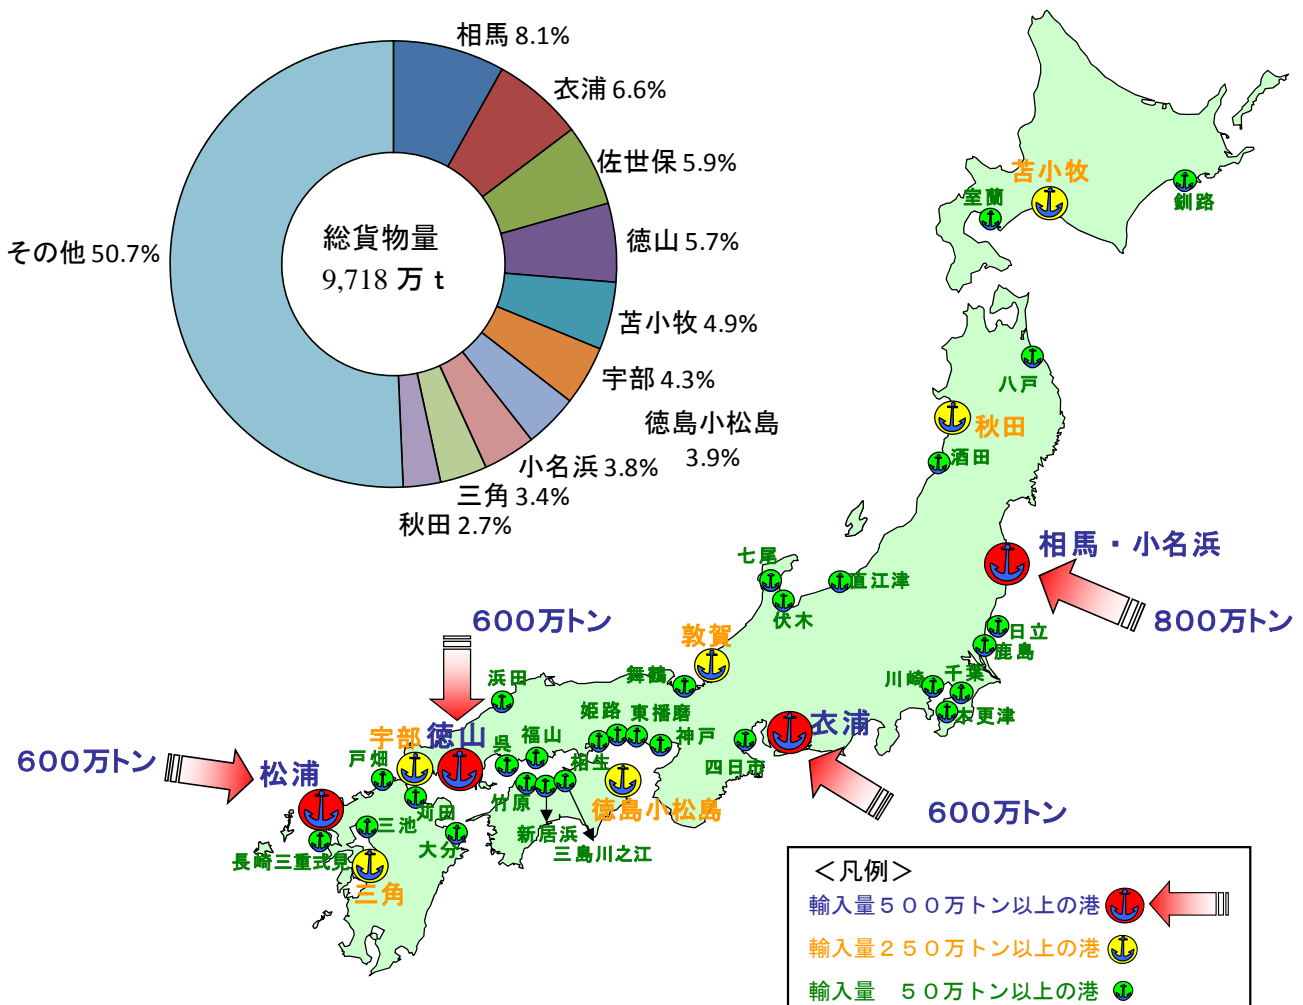 相馬 8.1%
衣浦 6.6%
佐世保 5.9%
徳山 5.7%
苫小牧 4.9%
宇部 4.3%
徳島小松島
3.9%
小名浜 3.8%
三角 3.4%
秋田 2.7%
その他 50.7%
総貨物量
9,718 万 t
苫小牧
室蘭
釧路
八戸
秋田
酒田
相馬・小名浜
800万トン
七尾
直江津
伏木
日立
鹿島
千葉
川崎
木更津
敦賀
舞鶴
浜田
600万トン
姫路
東播磨
神戸
四日市
衣浦
600万トン
宇部
徳山
呉
福山
相生
徳島小松島
竹原
新居浜
三島川之江
600万トン
松浦
戸畑
苅田
三池
大分
長崎三重式見
三角
＜凡例＞
輸入量５００万トン以上の港
輸入量２５０万トン以上の港
輸入量　５０万トン以上の港